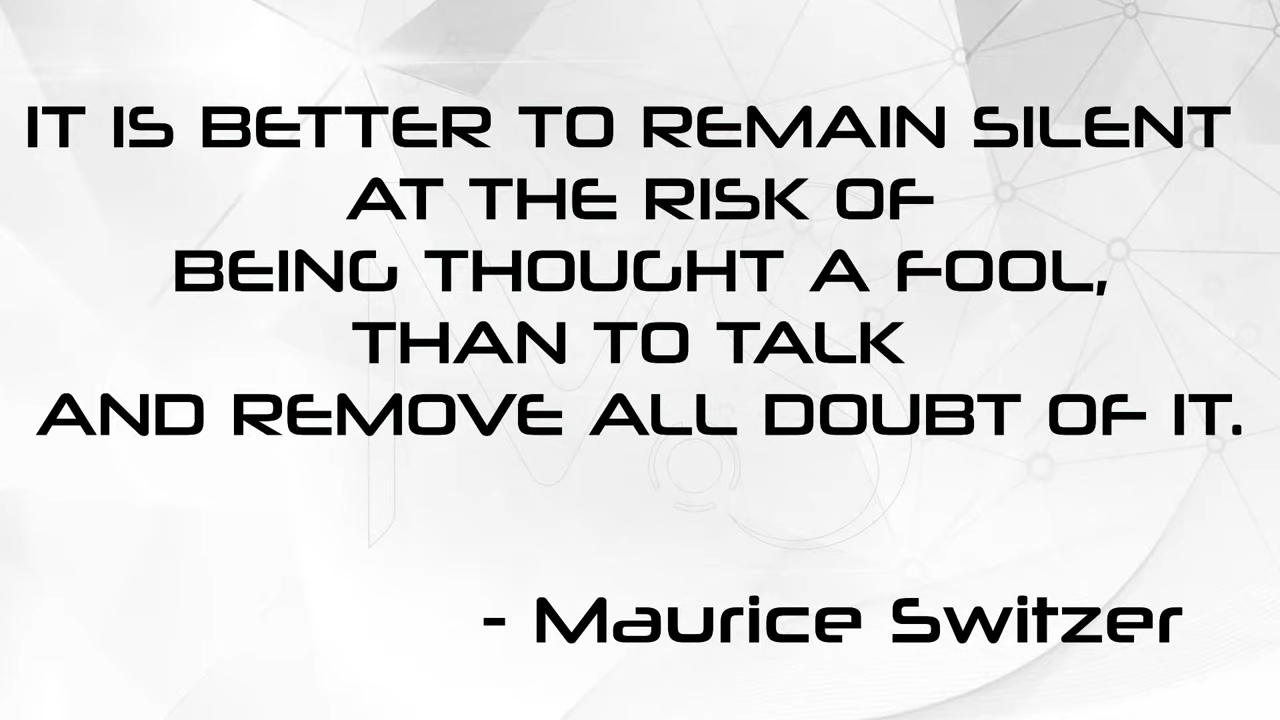 IT IS BETTER TO REMAIN SILENT
AT THE RISK OF
BEING THOUGHT A FOOL,
THAN TO TALK
AND REMOVE ALL DOUBT OF IT.
- Maurice Switzer